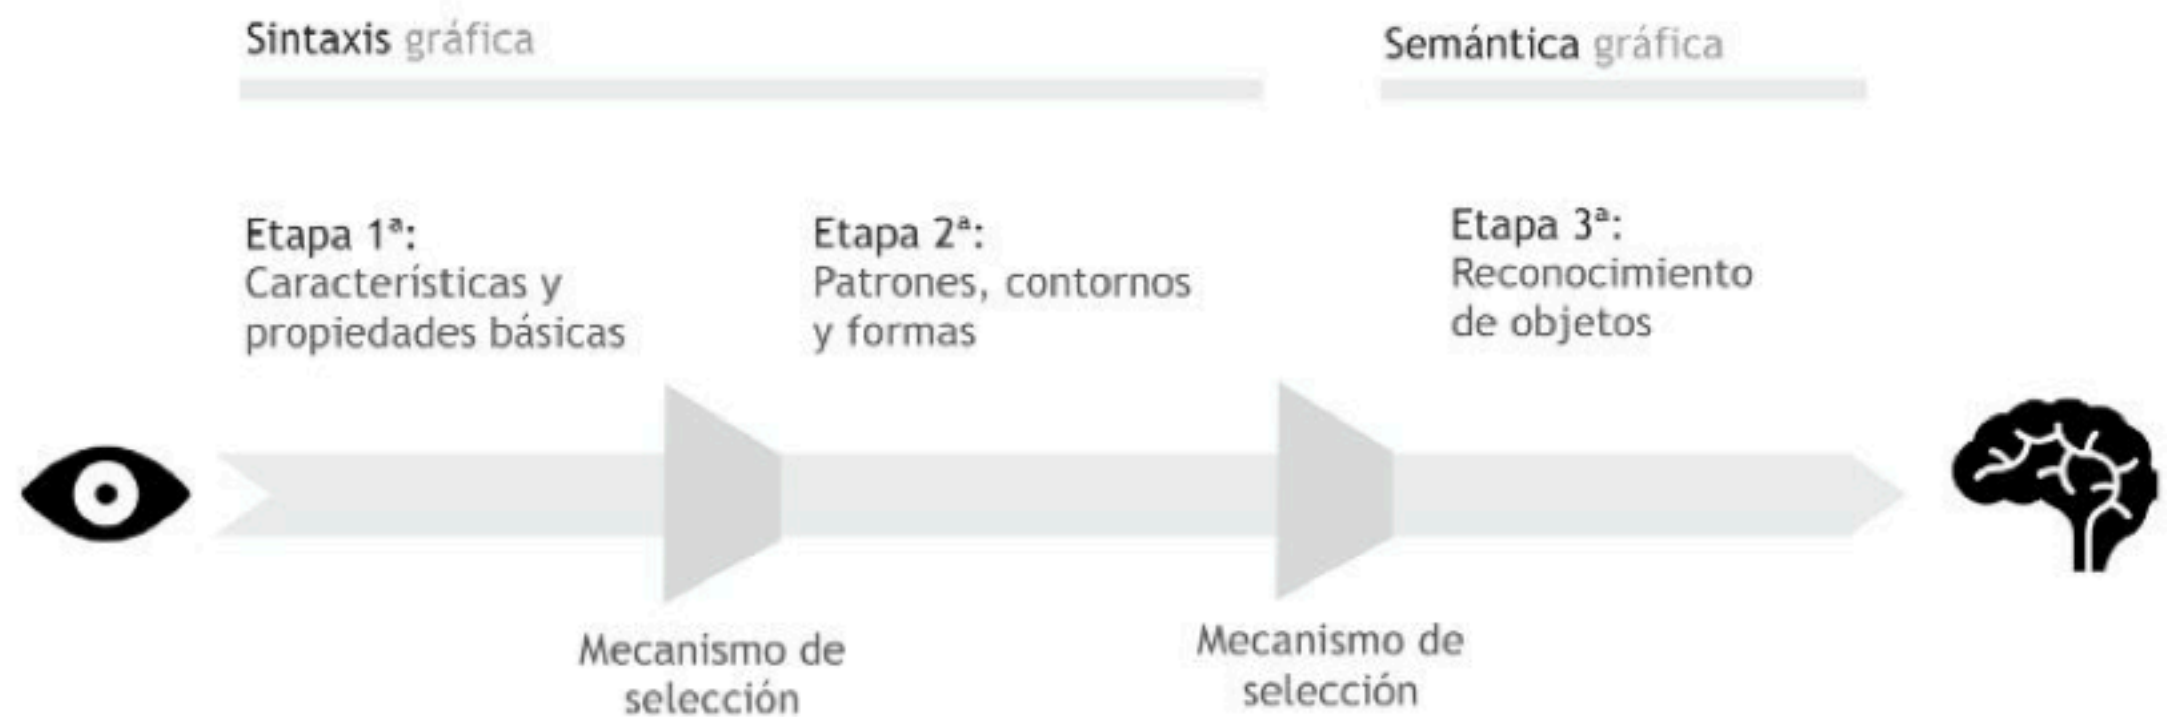 Sintaxis gráfica
Semántica gráfica
Etapa 1ª:
Características y
propiedades básicas
Etapa 2ª:
Patrones, contornos
y formas
Etapa 3ª:
Reconocimiento
de objetos
Mecanismo de
selección
Mecanismo de
selección